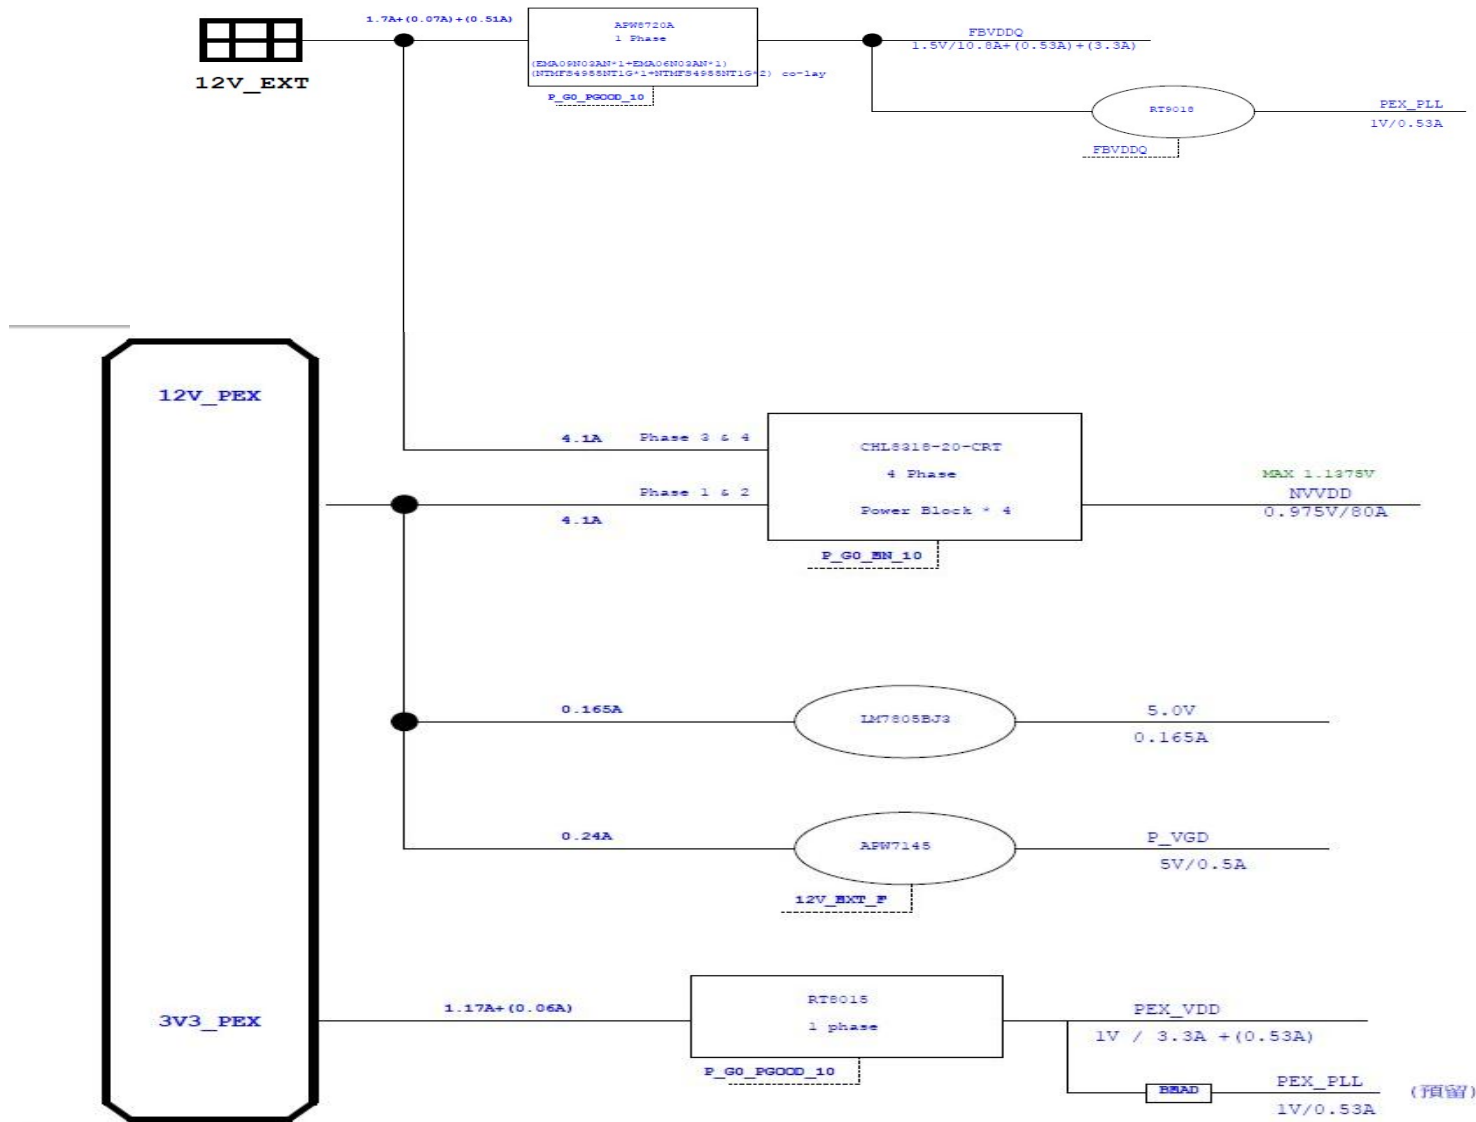 1.7A+(0.07A)+(0.51A)
12V_EXT
APW8720A
1 Phase
(EMA09N03AN*1+EMA06N03AN*1)
(NTMFS4955NT1G*1+NTMFS4955NT1G*2) co-lay
P_G0_PGOOD_10
FBVDDQ
1.5V/10.8A+(0.53A)+(3.3A)
RT9018
FBVDDQ
PEX_PLL
1V/0.53A
12V_PEX
4.1A Phase 3 & 4
Phase 1 & 2
4.1A
CHL8318-20-CRT
4 Phase
Power Block * 4
P_G0_EN_10
MAX 1.1375V
NVVDD
0.975V/80A
0.165A
LM7805BJ3
5.0V
0.165A
0.24A
APW7145
12V_EXT_F
P_VGD
5V/0.5A
3V3_PEX
1.17A+(0.06A)
RT8015
1 phase
P_G0_PGOOD_10
PEX_VDD
1V / 3.3A +(0.53A)
BEAD
PEX_PLL
1V/0.53A
(預留)